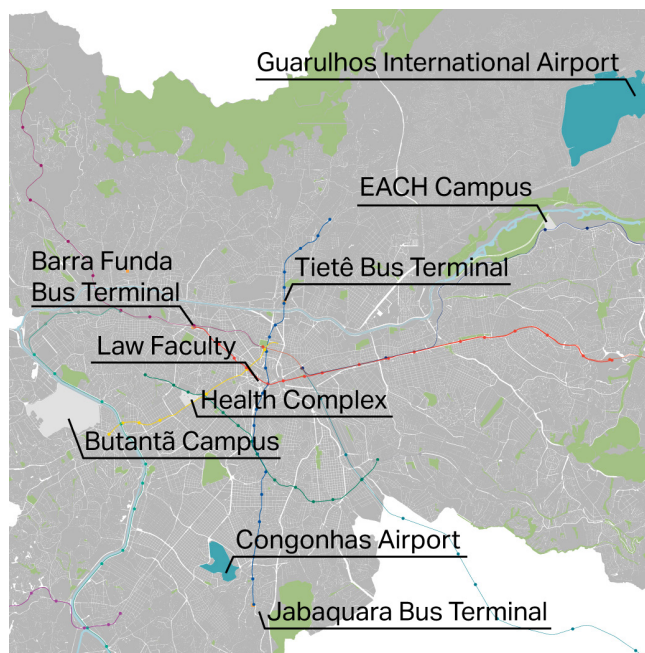 Guarulhos International Airport
EACH Campus
Barra Funda
Bus Terminal
Tietê Bus Terminal
Law Faculty
Health Complex
Butantã Campus
Congonhas Airport
Jabaquara Bus Terminal